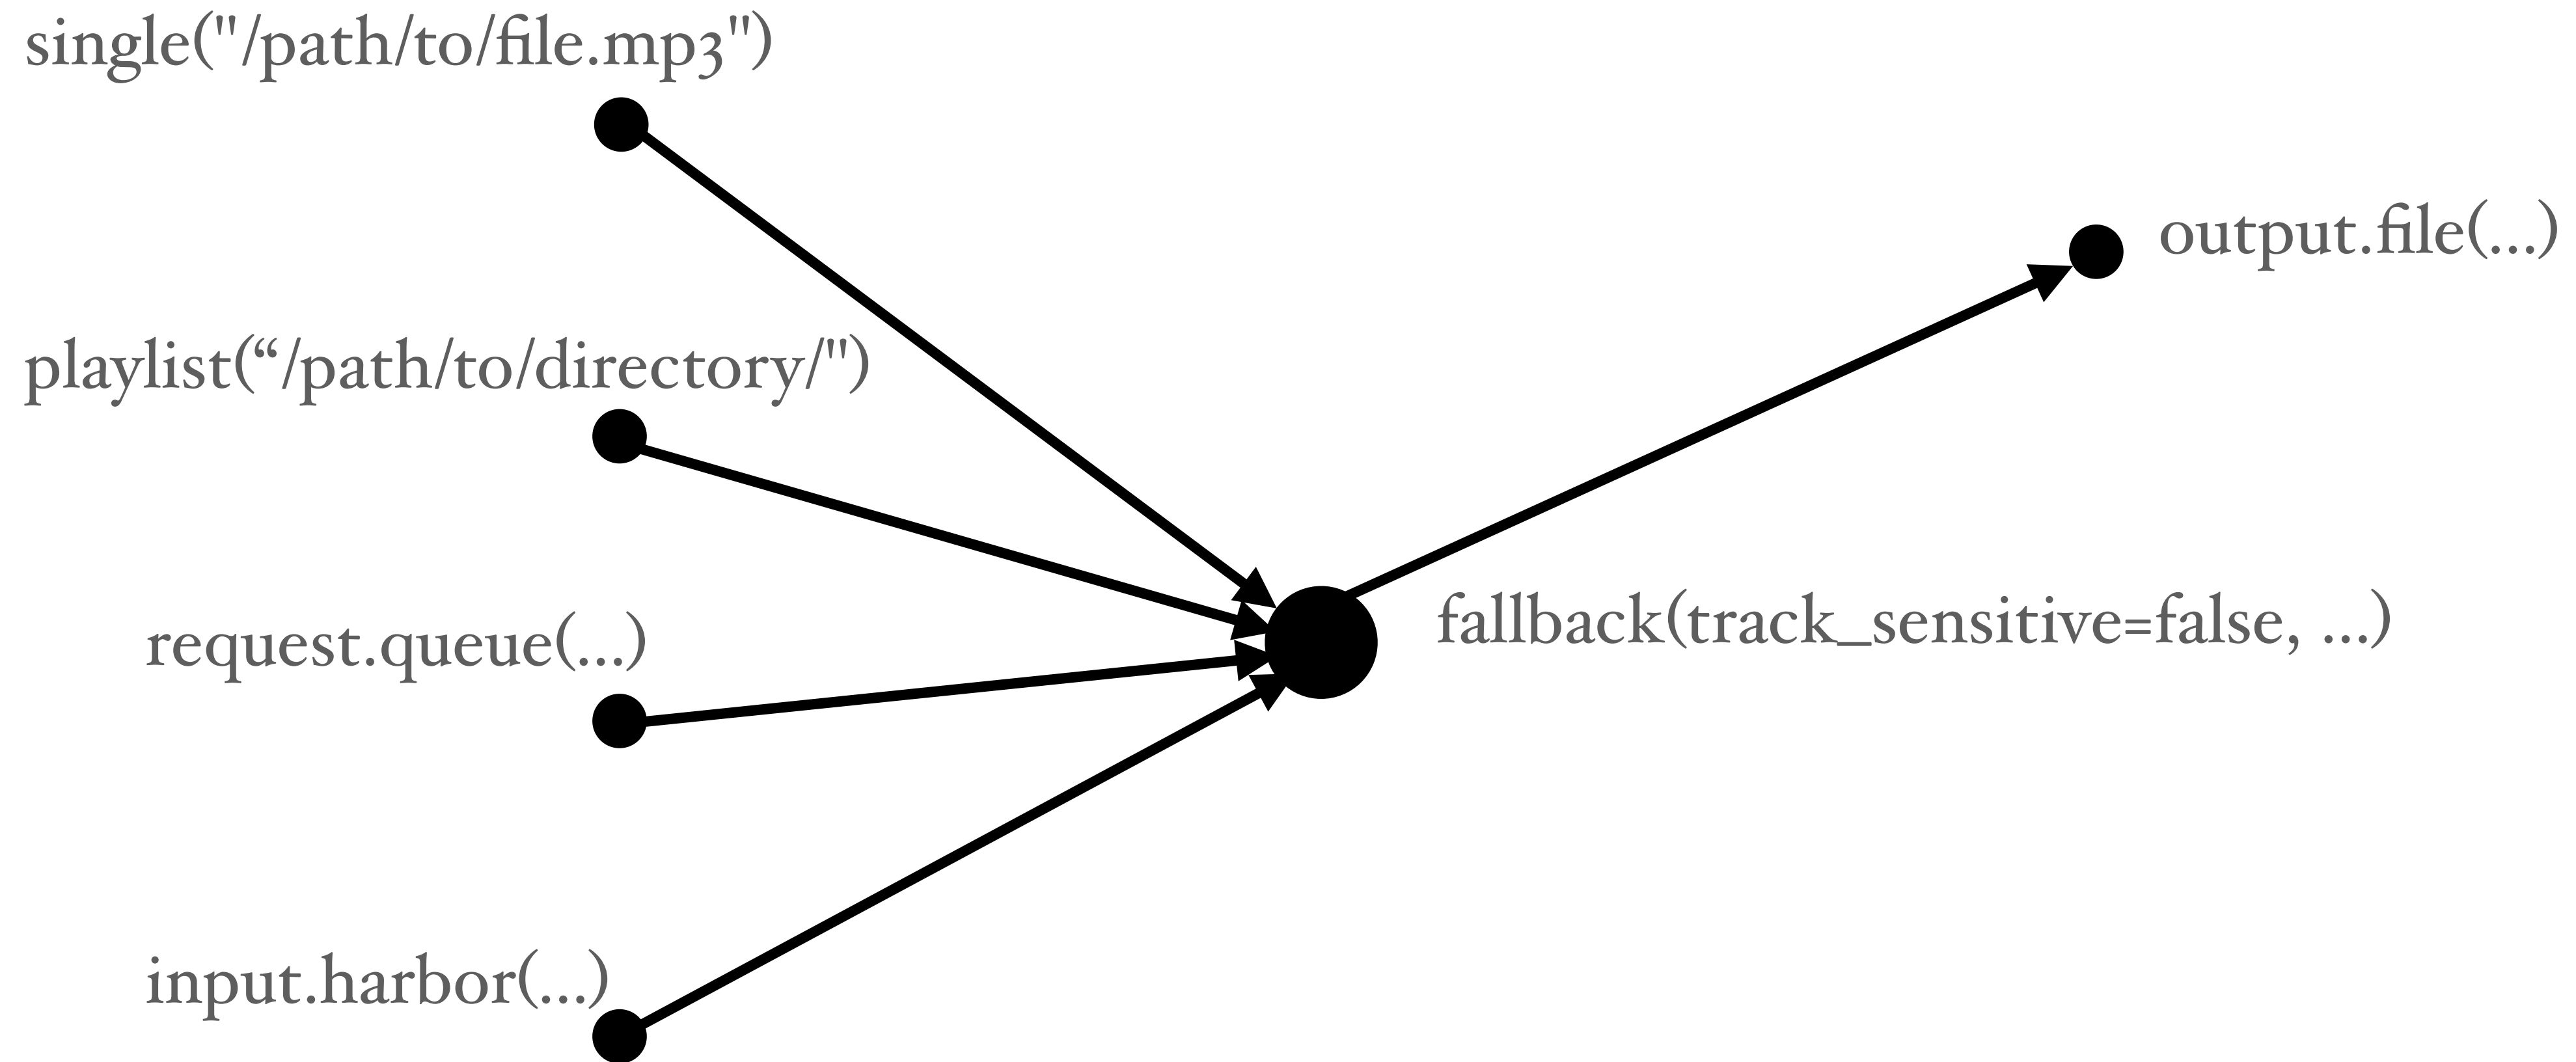 single("/path/to/file.mp3")
output.file(...)
playlist(“/path/to/directory/")
fallback(track_sensitive=false, ...)
request.queue(...)
input.harbor(...)